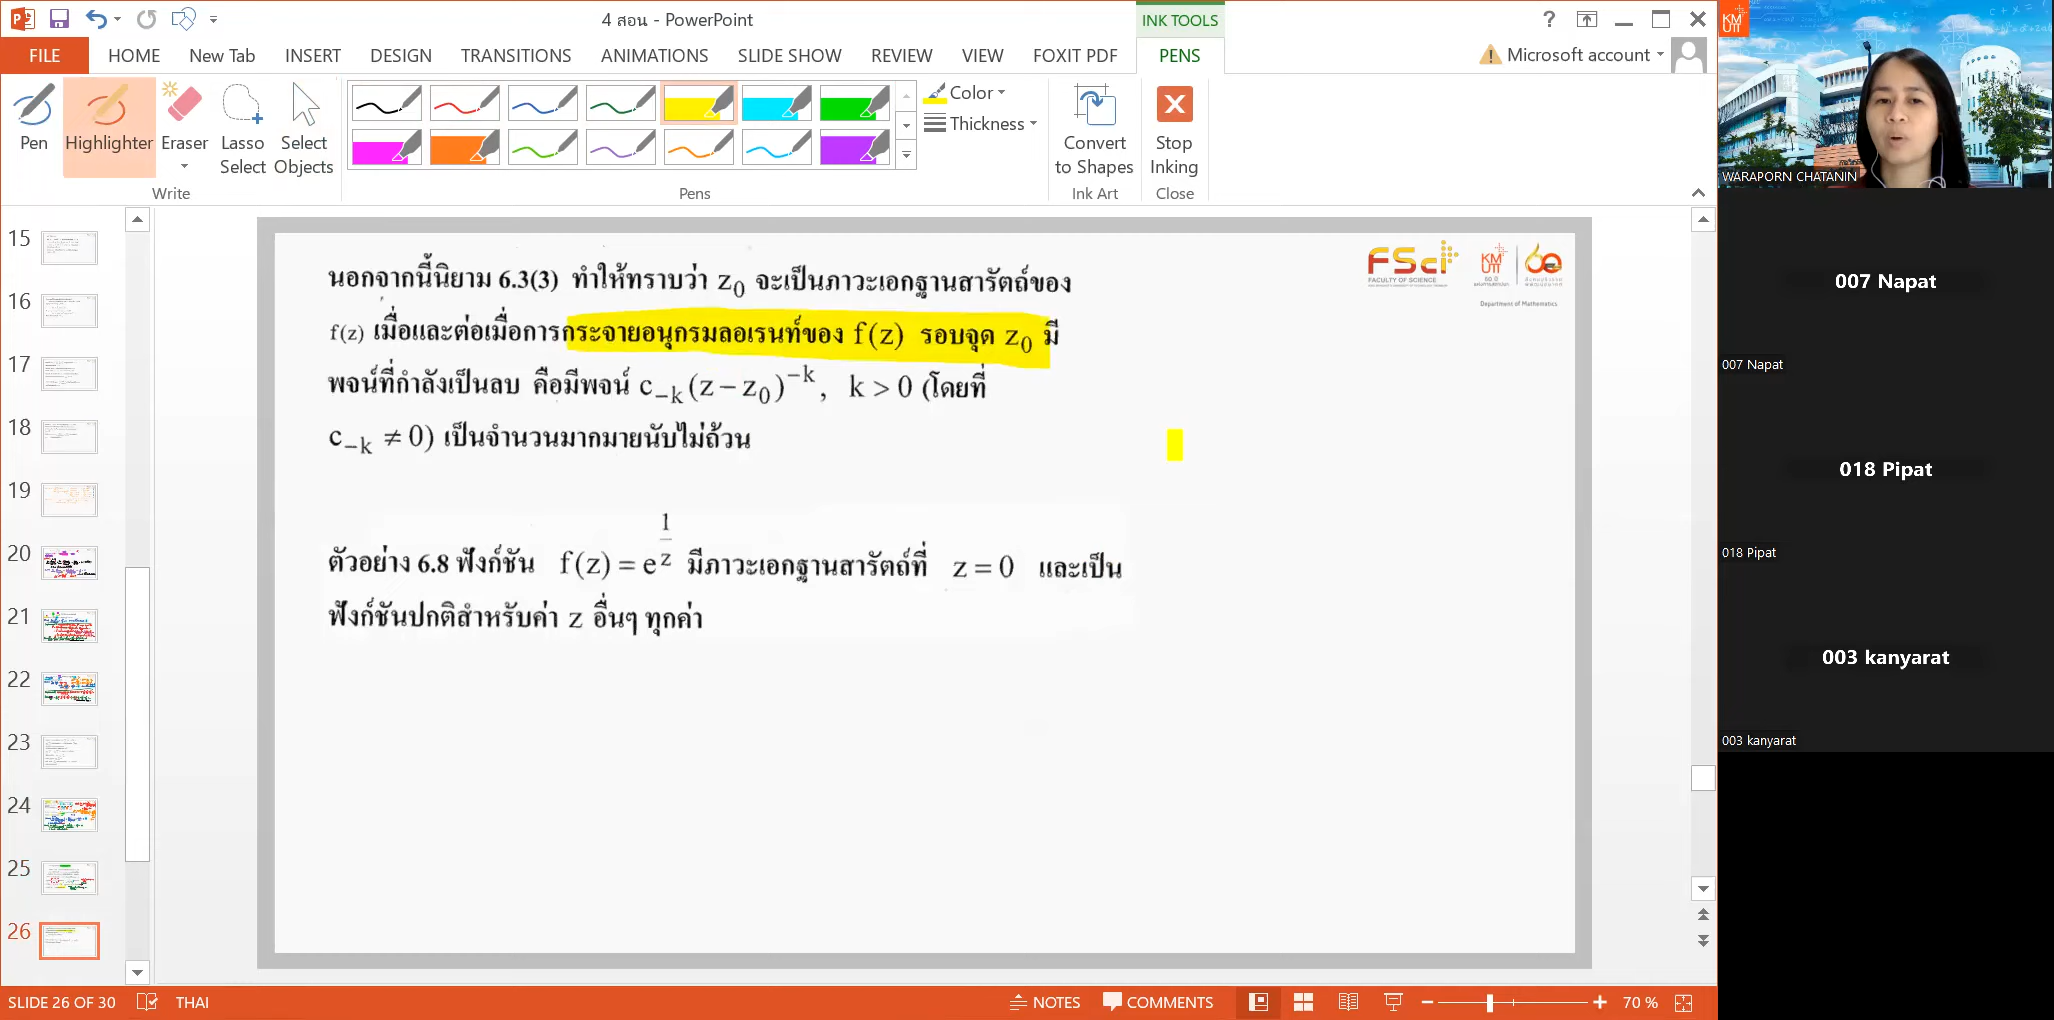 4 สอน - PowerPoint
INK TOOLS
FILE
HOME
New Tab
INSERT
DESIGN
TRANSITIONS
ANIMATIONS
SLIDE SHOW
REVIEW
VIEW
FOXIT PDF
PENS
Microsoft account
Pen
Highlighter
Eraser
Lasso Select
Select Objects
Write
Color
Thickness
Pens
Convert to Shapes
Ink Art
Stop Inking
Close
WARAPORN CHATANIN
007 Napat
007 Napat
018 Pipat
018 Pipat
003 kanyarat
003 kanyarat
15
16
17
18
19
20
21
22
23
24
25
26
FSci
FACULTY OF SCIENCE
KMUTT
Department of Mathematics
นอกจากนี้นิยาม 6.3(3) ทำให้ทราบว่า z₀ จะเป็นภาวะเอกฐานสารัตถ์ของ
f(z) เมื่อและต่อเมื่อการกระจายอนุกรมลอเรนท์ของ f(z) รอบจุด z₀ มี
พจน์ที่กำลังเป็นลบ คือมีพจน์ c₋ₖ(z−z₀)⁻ᵏ, k > 0 (โดยที่
c₋ₖ ≠ 0) เป็นจำนวนมากมายนับไม่ถ้วน
ตัวอย่าง 6.8 ฟังก์ชัน f(z) = e^(1/z) มีภาวะเอกฐานสารัตถ์ที่ z = 0 และเป็น
ฟังก์ชันปกติสำหรับค่า z อื่นๆ ทุกค่า
SLIDE 26 OF 30
THAI
NOTES
COMMENTS
70 %